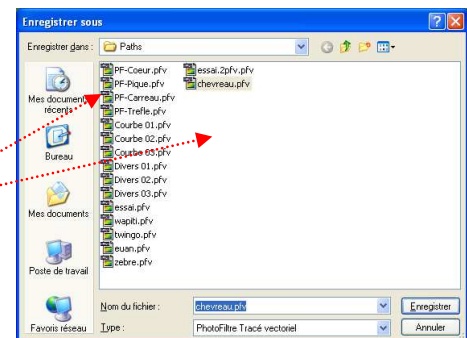 Enregistrer sous
Enregistrer dans :
Paths
Mes documents récents
Bureau
Mes documents
Poste de travail
Favoris réseau
PF-Coeur.pfv
PF-Pique.pfv
PF-Carreau.pfv
PF-Trefle.pfv
Courbe 01.pfv
Courbe 02.pfv
Courbe 03.pfv
Divers 01.pfv
Divers 02.pfv
Divers 03.pfv
essai.pfv
wapiti.pfv
twingo.pfv
euan.pfv
zebre.pfv
essai.2pfv.pfv
chevreau.pfv
Nom du fichier :
chevreau.pfv
Enregistrer
Type :
PhotoFiltre Tracé vectoriel
Annuler